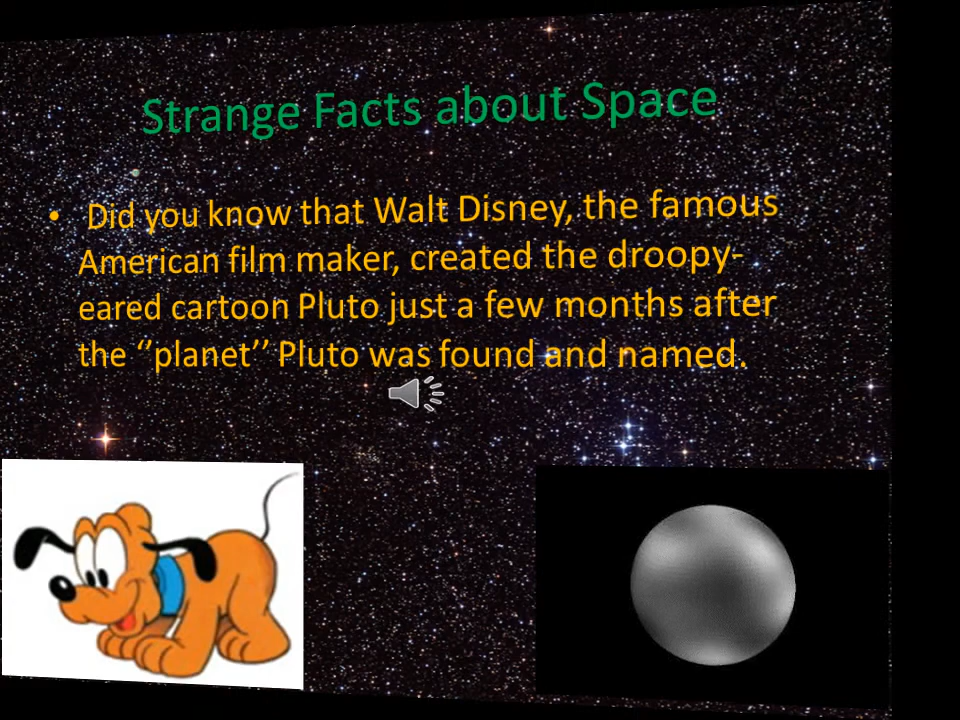 Strange Facts about Space
• Did you know that Walt Disney, the famous
American film maker, created the droopy-
eared cartoon Pluto just a few months after
the ‘’planet’’ Pluto was found and named.